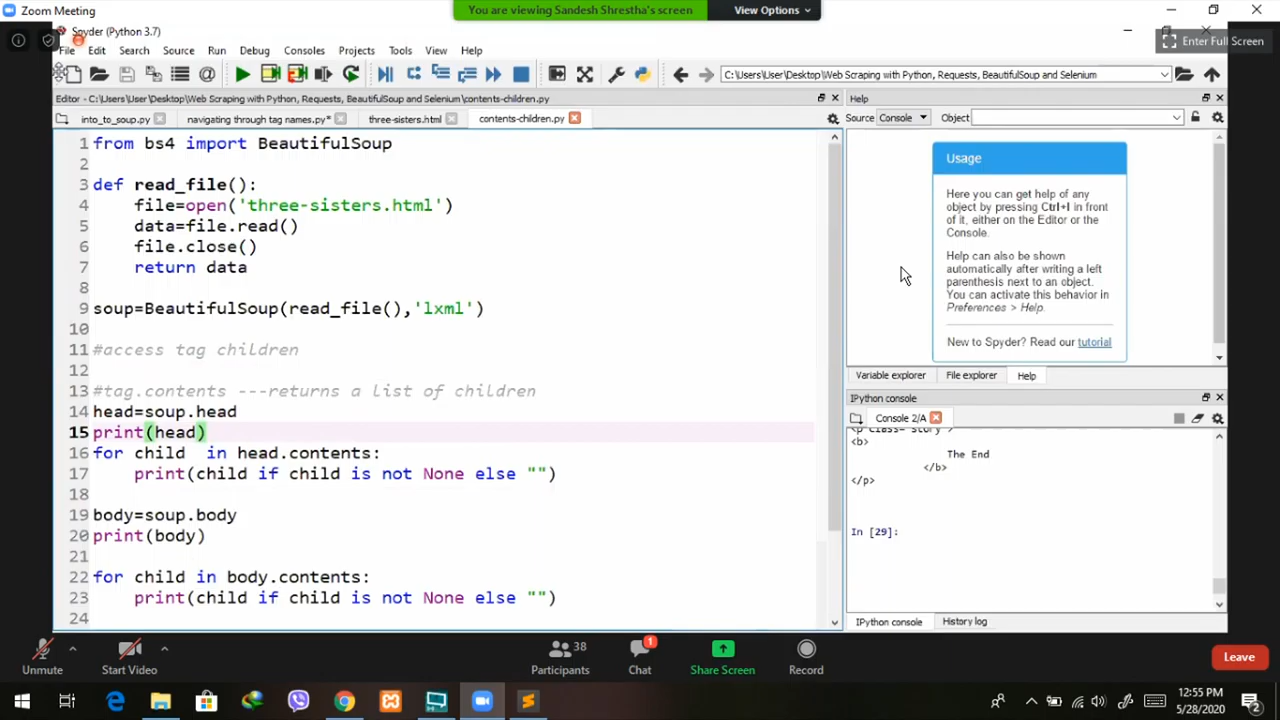 Zoom Meeting
You are viewing Sandesh Shrestha's screen
View Options
Spyder (Python 3.7)
Enter Full Screen
File Edit Search Source Run Debug Consoles Projects Tools View Help
C:\Users\User\Desktop\Web Scraping with Python, Requests, BeautifulSoup and Selenium
Editor - C:\Users\User\Desktop\Web Scraping with Python, Requests, BeautifulSoup and Selenium\contents-children.py
into_to_soup.py navigating through tag names.py* three-sisters.html contents-children.py
1 from bs4 import BeautifulSoup
2
3 def read_file():
4 file=open('three-sisters.html')
5 data=file.read()
6 file.close()
7 return data
8
9 soup=BeautifulSoup(read_file(),'lxml')
10
11 #access tag children
12
13 #tag.contents ---returns a list of children
14 head=soup.head
15 print(head)
16 for child  in head.contents:
17 print(child if child is not None else "")
18
19 body=soup.body
20 print(body)
21
22 for child in body.contents:
23 print(child if child is not None else "")
24
Help
Source Console Object
Usage
Here you can get help of any
object by pressing Ctrl+I in front
of it, either on the Editor or the
Console.
Help can also be shown
automatically after writing a left
parenthesis next to an object.
You can activate this behavior in
Preferences > Help.
New to Spyder? Read our tutorial
Variable explorer File explorer Help
IPython console
Console 2/A
<b>
The End
</b>
</p>
In [29]:
IPython console History log
Unmute Start Video
Participants 38
Chat 1
Share Screen
Record
Leave
12:55 PM
5/28/2020
2